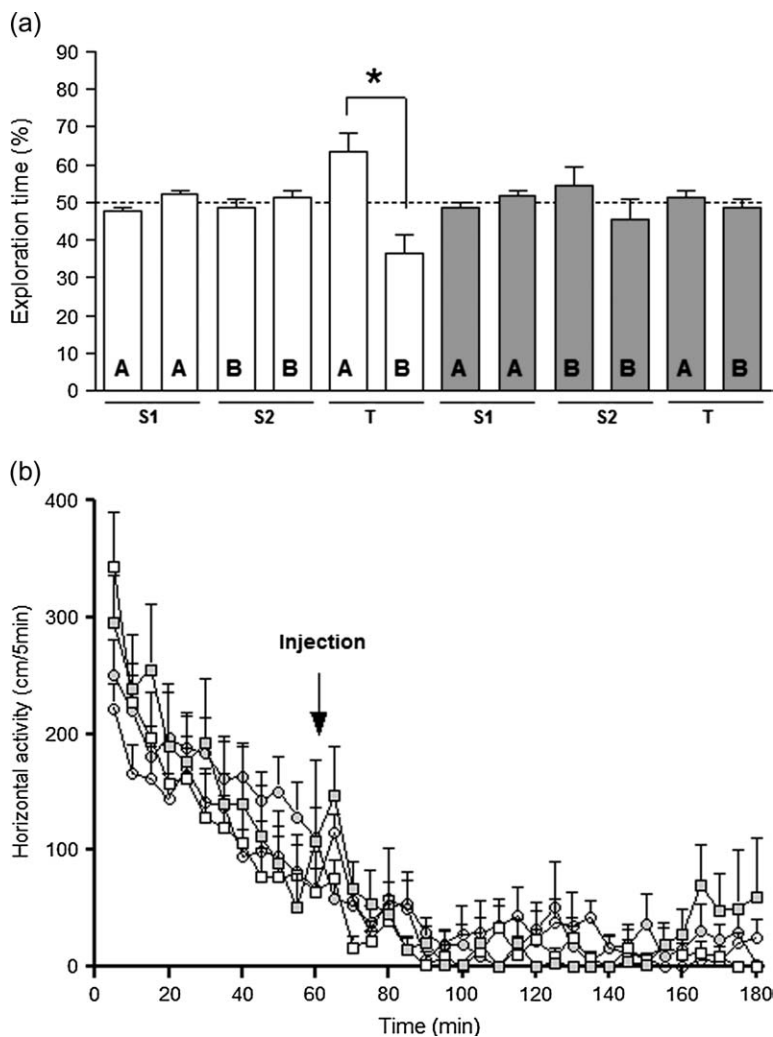 (a)
Exploration time (%)
90
80
70
60
50
40
30
20
10
0
*
A A B B A B A A B B A B
S1 S2 T S1 S2 T
(b)
Horizontal activity (cm/5min)
400
300
200
100
0
Injection
0 20 40 60 80 100 120 140 160 180
Time (min)